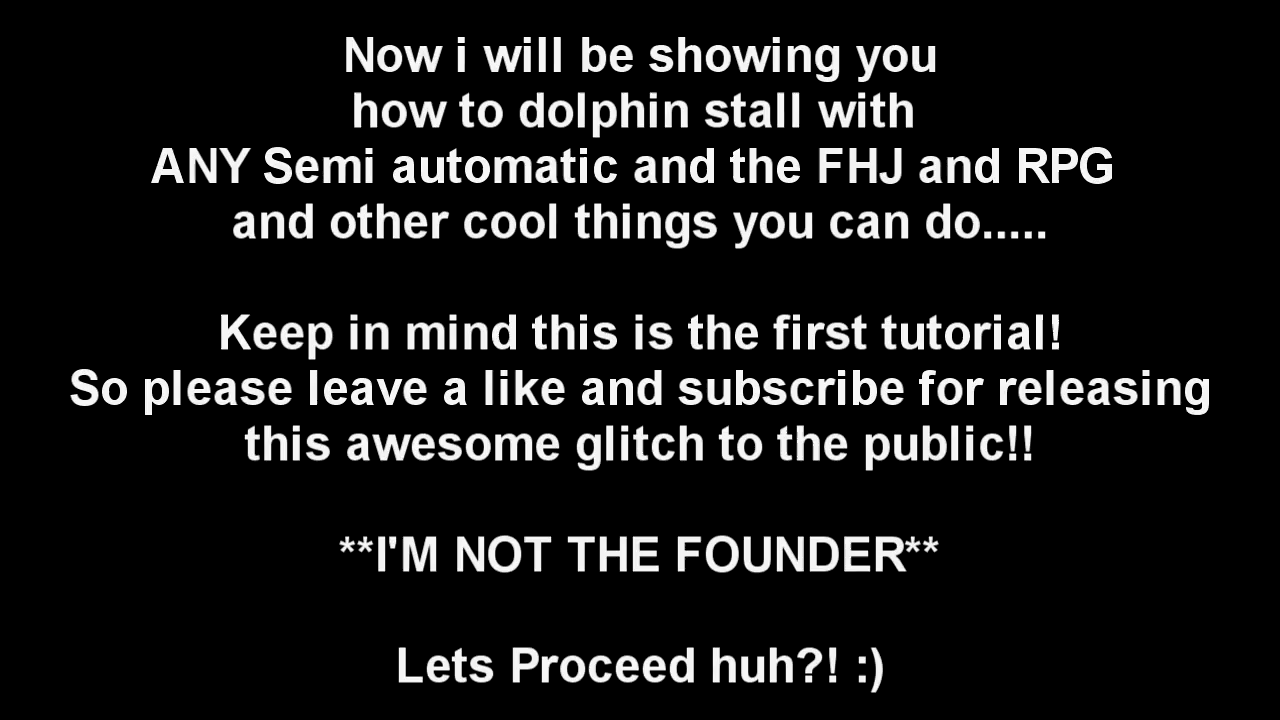 Now i will be showing you
how to dolphin stall with
ANY Semi automatic and the FHJ and RPG
and other cool things you can do.....
Keep in mind this is the first tutorial!
So please leave a like and subscribe for releasing
this awesome glitch to the public!!
**I'M NOT THE FOUNDER**
Lets Proceed huh?! :)